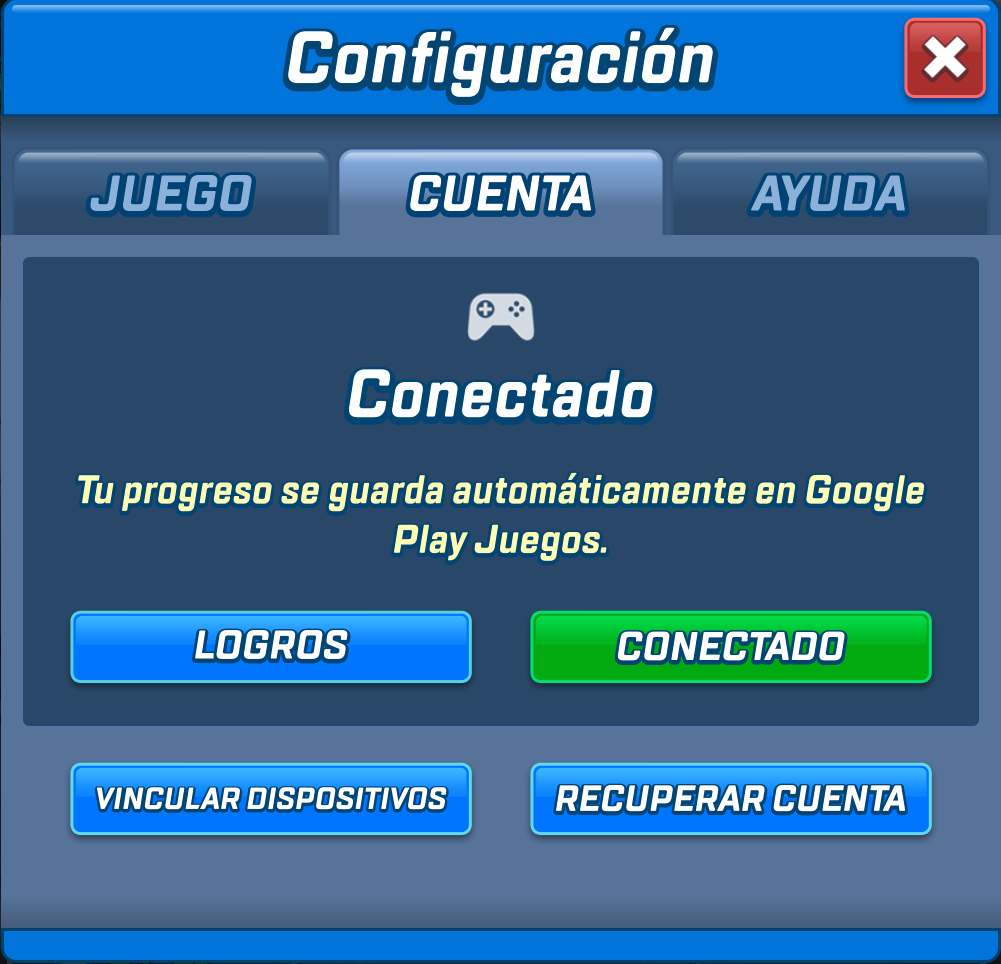 Configuración
JUEGO
CUENTA
AYUDA
Conectado
Tu progreso se guarda automáticamente en Google
Play Juegos.
LOGROS
CONECTADO
VINCULAR DISPOSITIVOS
RECUPERAR CUENTA